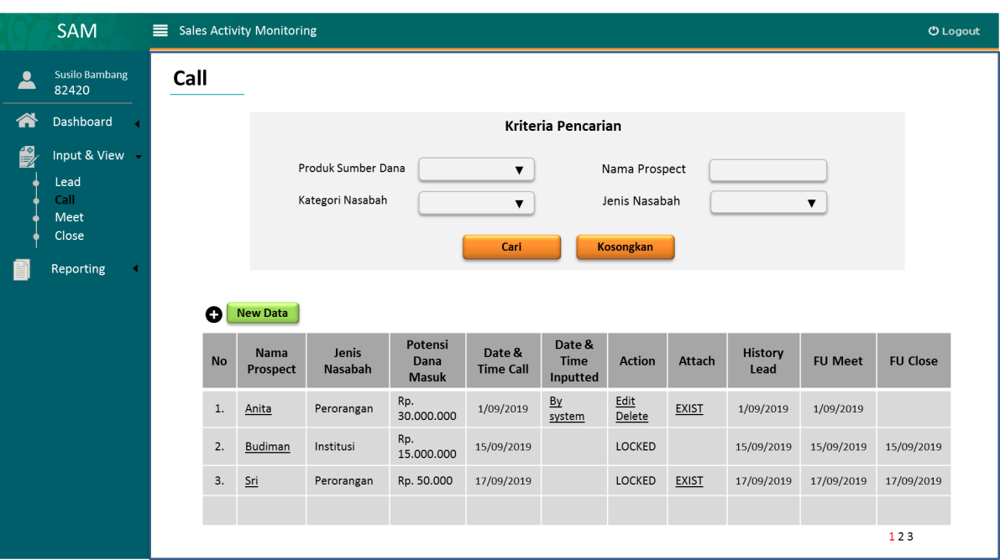 SAM
Sales Activity Monitoring
Logout
Susilo Bambang
82420
Dashboard
Input & View
Lead
Call
Meet
Close
Reporting
Call
Kriteria Pencarian
Produk Sumber Dana
Nama Prospect
Kategori Nasabah
Jenis Nasabah
Cari
Kosongkan
New Data
No
Nama
Prospect
Jenis
Nasabah
Potensi
Dana
Masuk
Date &
Time Call
Date &
Time
Inputted
Action
Attach
History
Lead
FU Meet
FU Close
1.
Anita
Perorangan
Rp.
30.000.000
1/09/2019
By
system
Edit
Delete
EXIST
1/09/2019
1/09/2019
2.
Budiman
Institusi
Rp.
15.000.000
15/09/2019
LOCKED
15/09/2019
15/09/2019
15/09/2019
3.
Sri
Perorangan
Rp. 50.000
17/09/2019
LOCKED
EXIST
17/09/2019
17/09/2019
17/09/2019
1 2 3